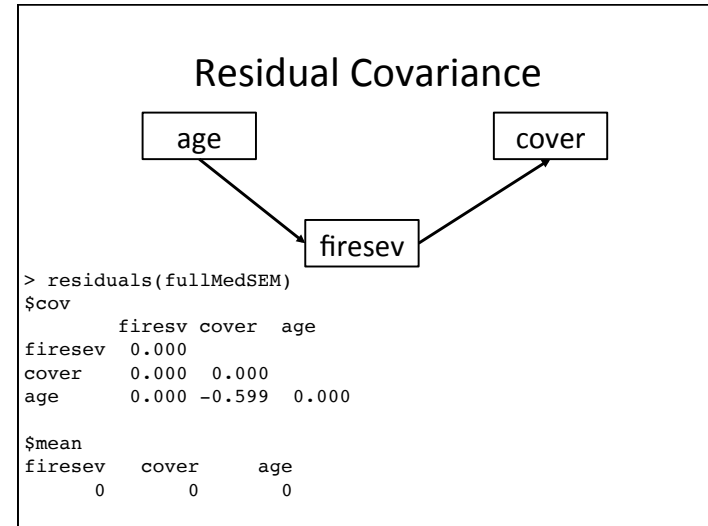 Residual Covariance
age
cover
firesev
> residuals(fullMedSEM)
$cov
        firesv cover  age
firesev  0.000
cover    0.000  0.000
age      0.000 -0.599  0.000
$mean
firesev   cover     age
      0       0       0